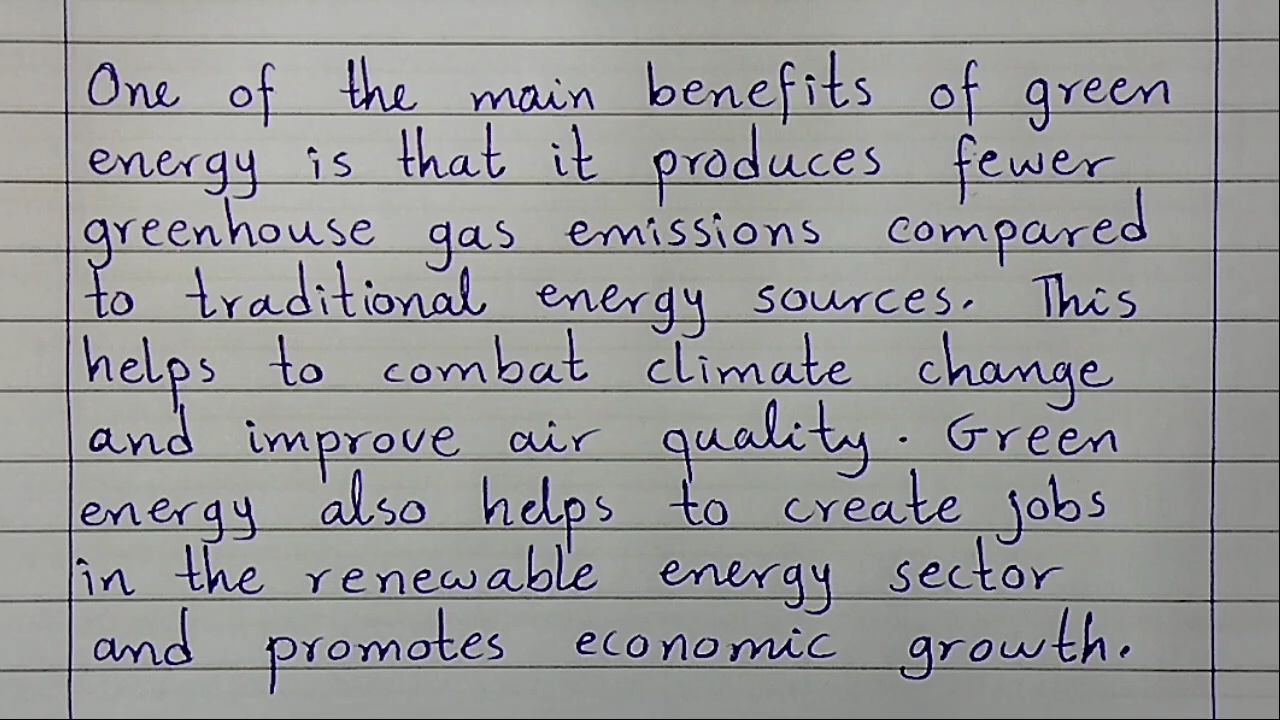 One of the main benefits of green
energy is that it produces fewer
greenhouse gas emissions compared
to traditional energy sources. This
helps to combat climate change
and improve air quality. Green
energy also helps to create jobs
in the renewable energy sector
and promotes economic growth.